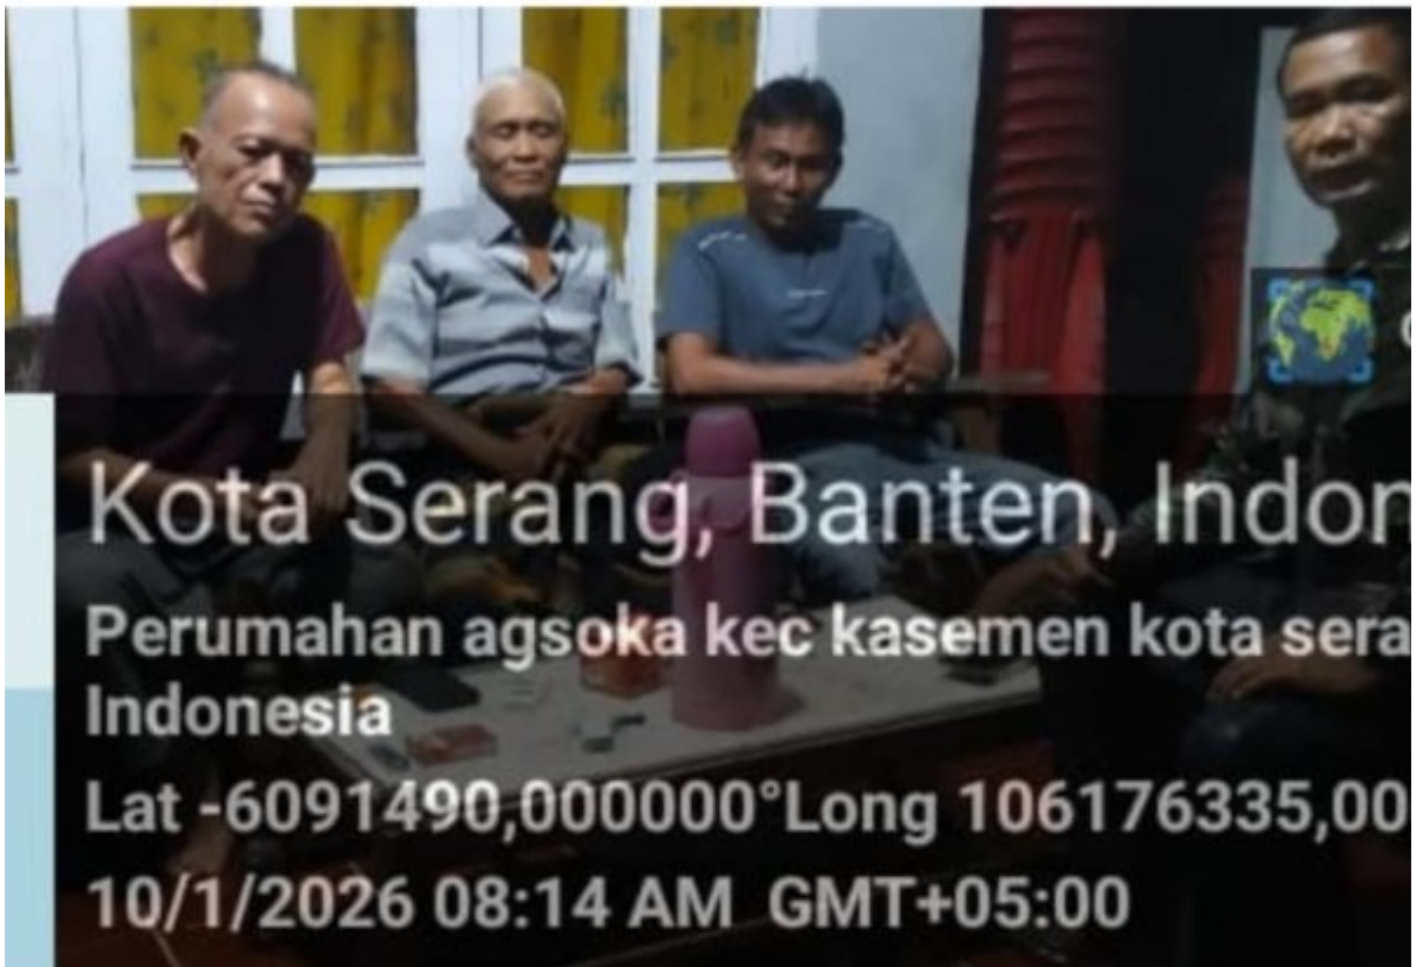 Kota Serang, Banten, Indon
Perumahan agsoka kec kasemen kota sera
Indonesia
Lat -6091490,000000°Long 106176335,00
10/1/2026 08:14 AM GMT+05:00